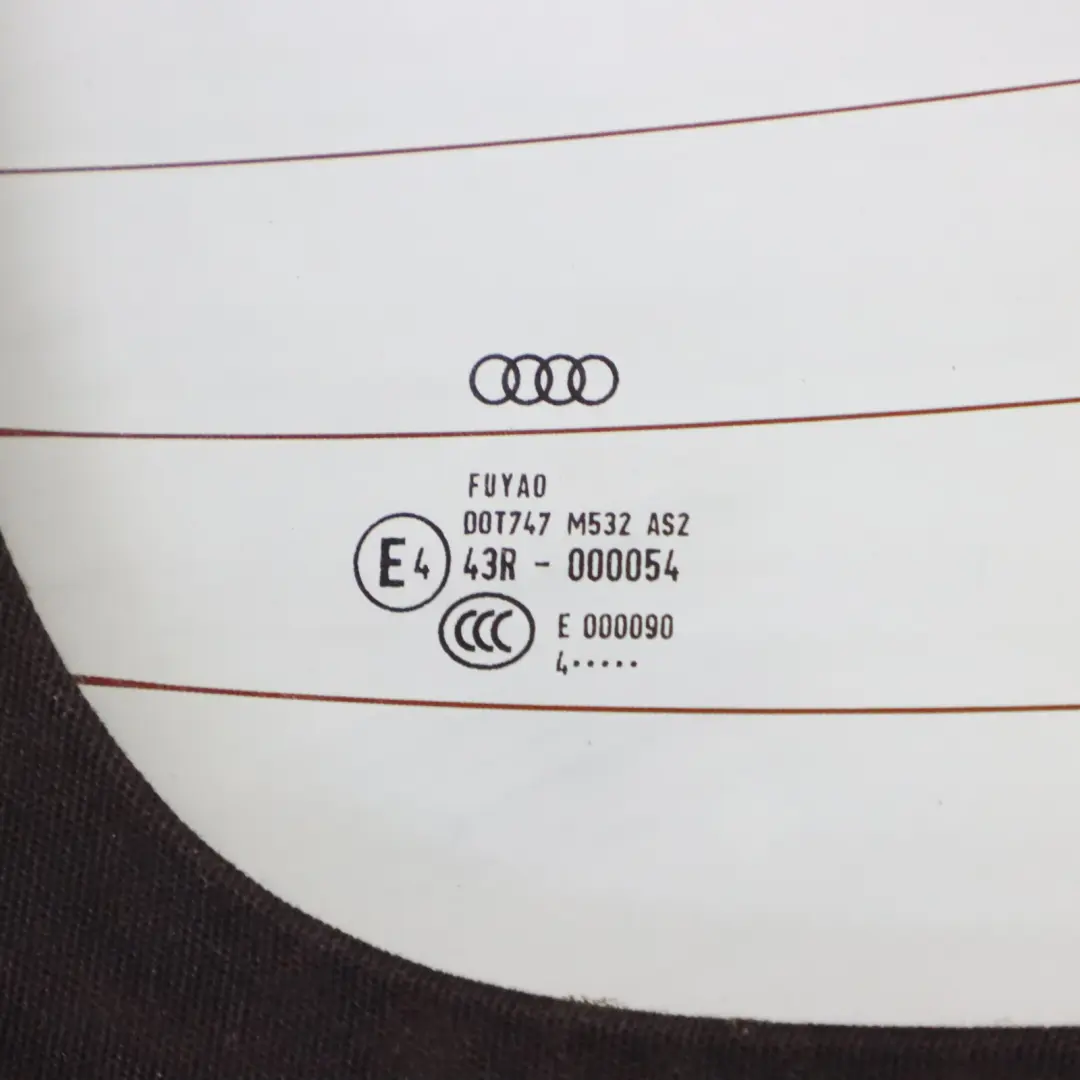 FUYAO
DOT747 M532 AS2
E4 43R - 000054
CCC E 000090
4·····